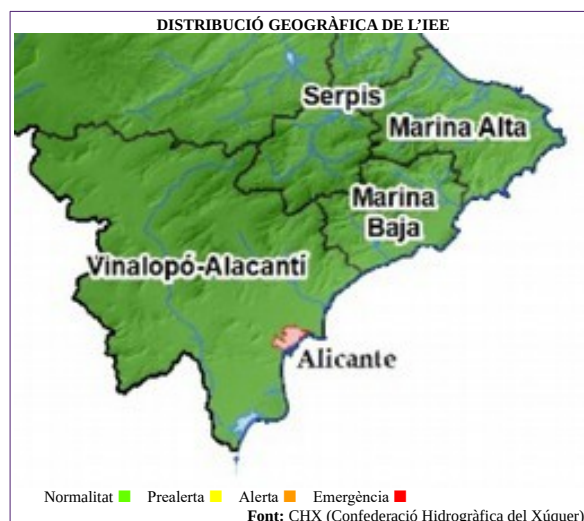 DISTRIBUCIÓ GEOGRÀFICA DE L'IEE
Serpis
Marina Alta
Marina
Baja
Vinalopó-Alacantí
Alicante
Normalitat Prealerta Alerta Emergència
Font: CHX (Confederació Hidrogràfica del Xúquer)